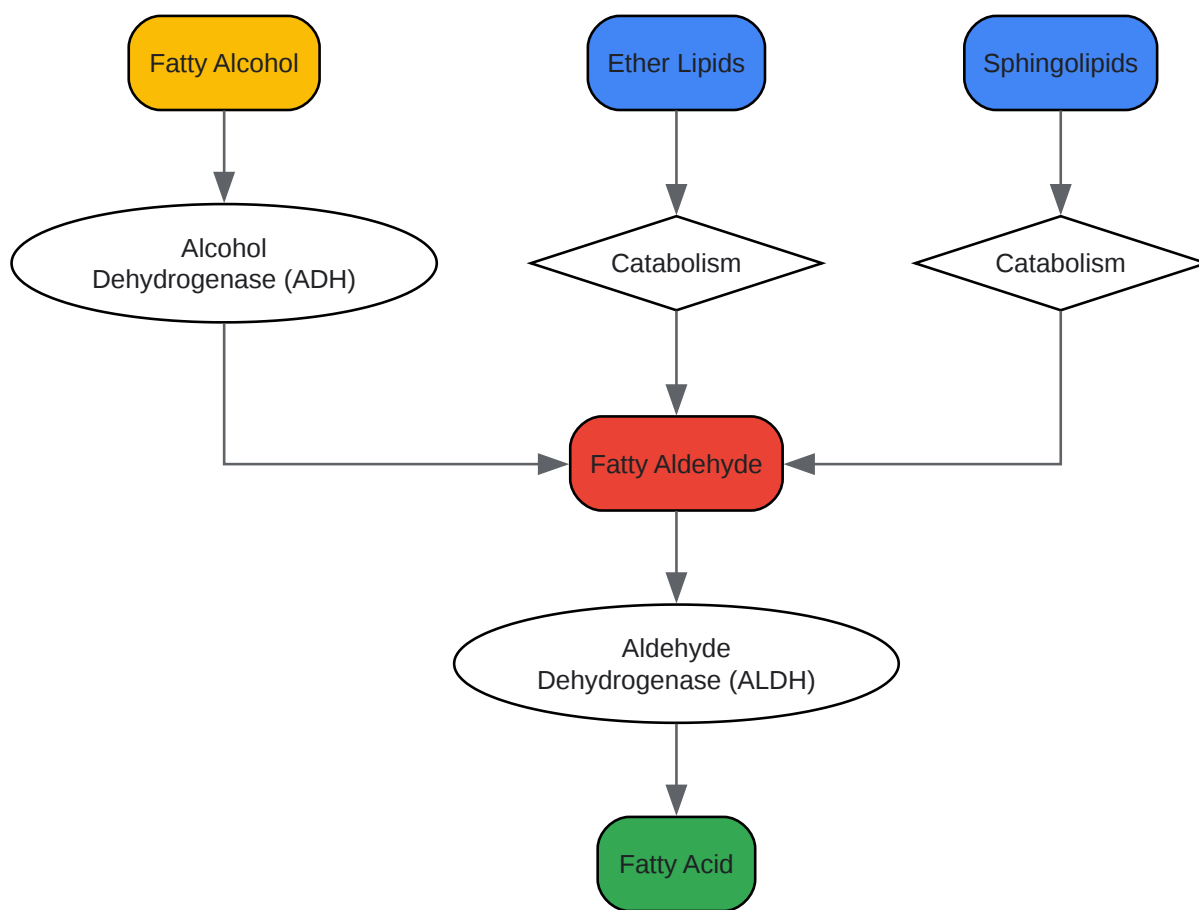 Fatty Alcohol
Ether Lipids
Sphingolipids
Alcohol
Dehydrogenase (ADH)
Catabolism
Catabolism
Fatty Aldehyde
Aldehyde
Dehydrogenase (ALDH)
Fatty Acid